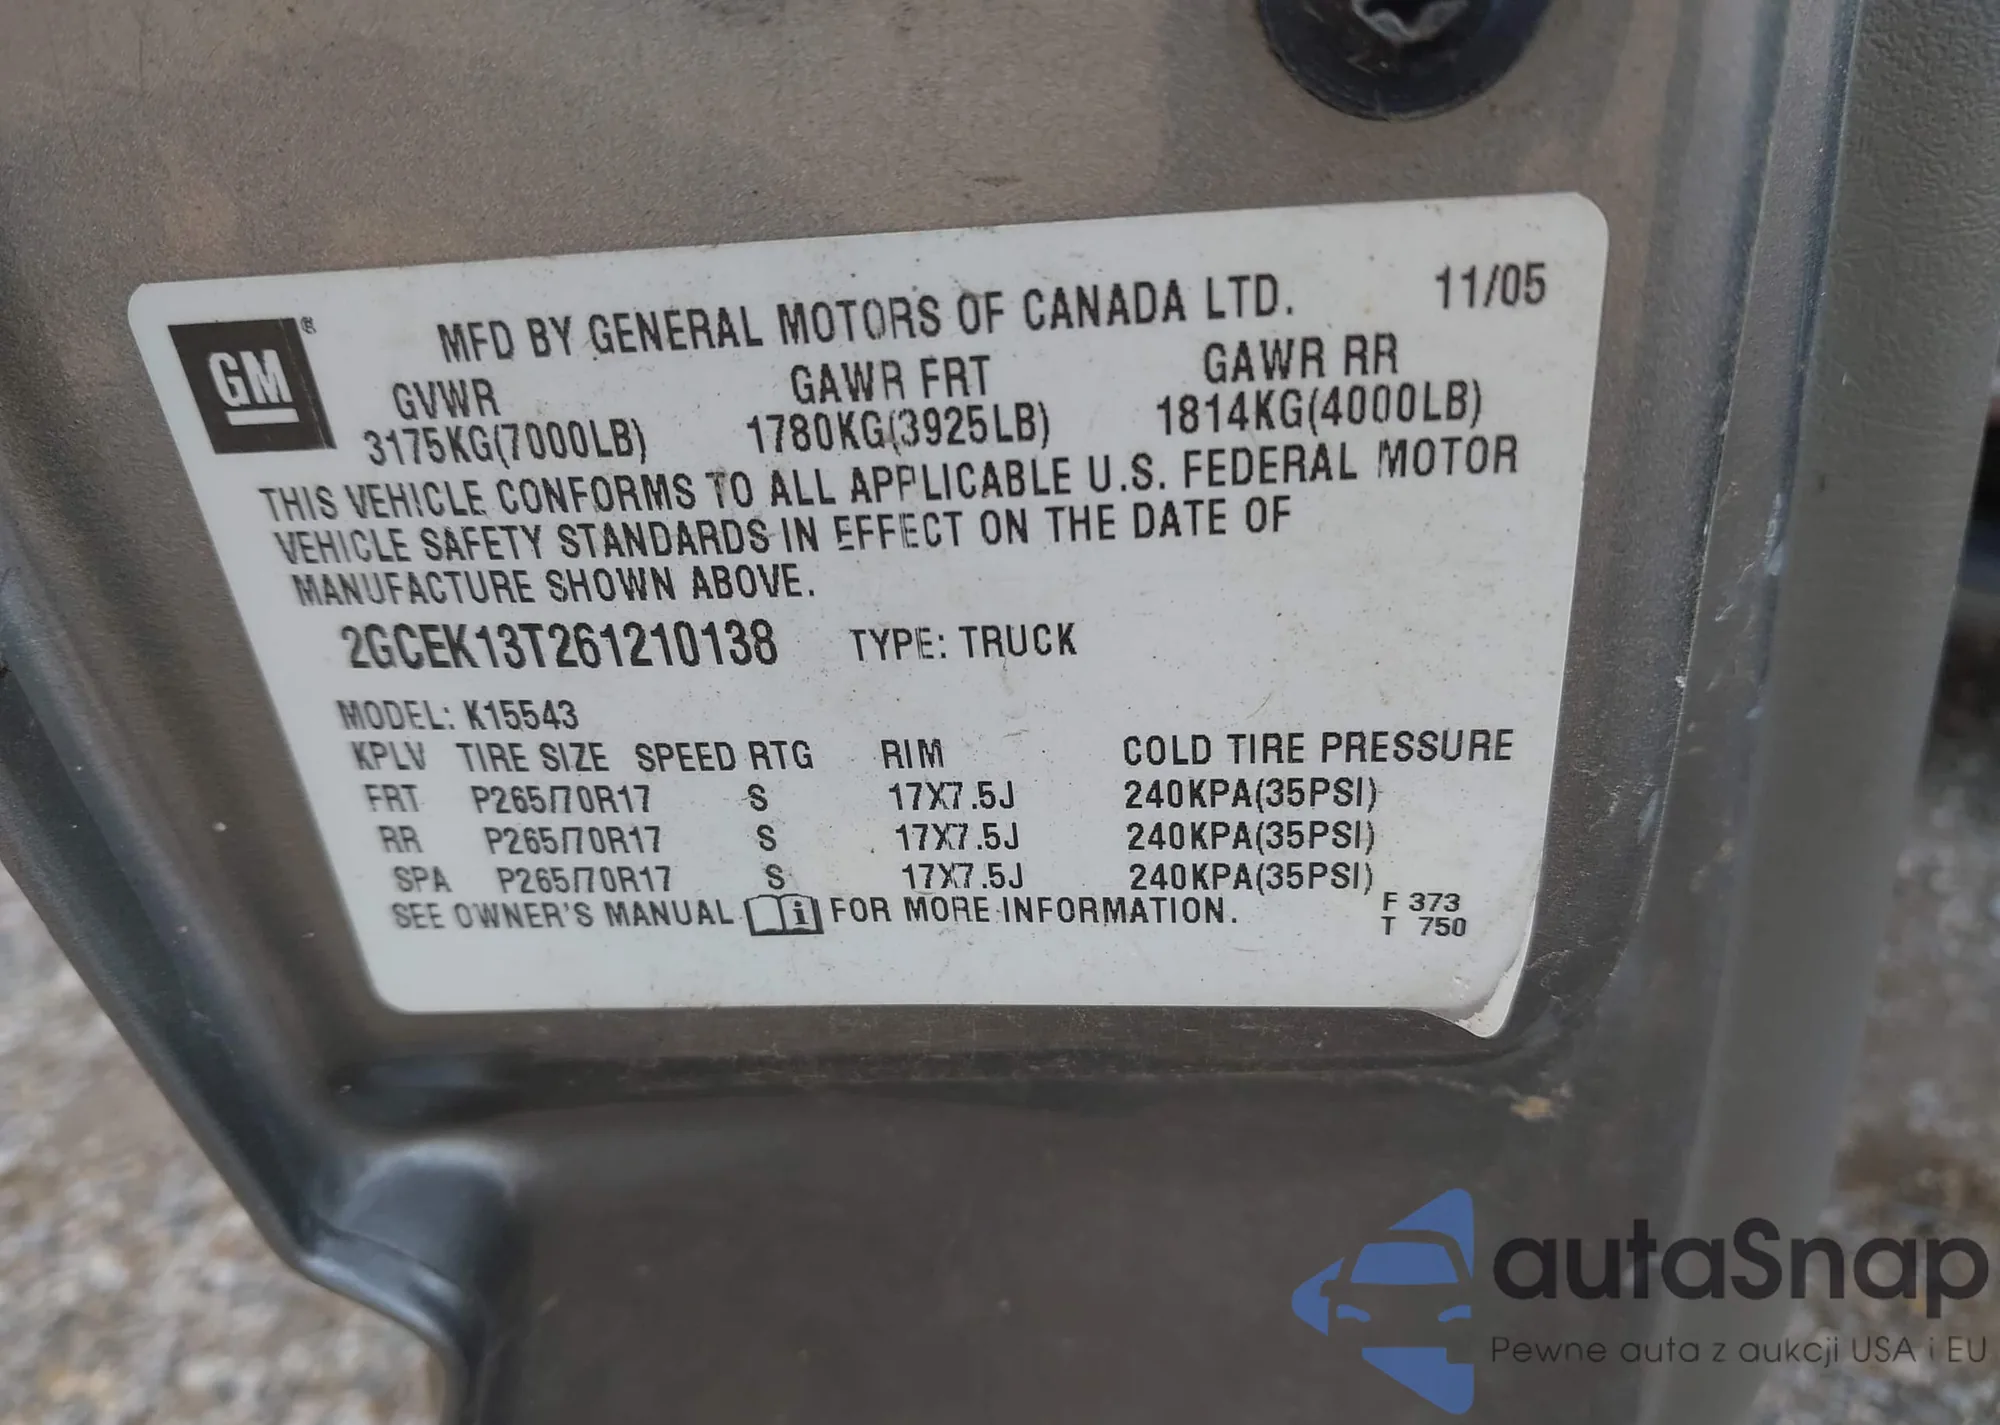 GM ®
MFD BY GENERAL MOTORS OF CANADA LTD. 11/05
GVWR GAWR FRT GAWR RR
3175KG(7000LB) 1780KG(3925LB) 1814KG(4000LB)
THIS VEHICLE CONFORMS TO ALL APPLICABLE U.S. FEDERAL MOTOR
VEHICLE SAFETY STANDARDS IN EFFECT ON THE DATE OF
MANUFACTURE SHOWN ABOVE.
2GCEK13T261210138 TYPE: TRUCK
MODEL: K15543
KPLV TIRE SIZE SPEED RTG RIM COLD TIRE PRESSURE
FRT P265/70R17 S 17X7.5J 240KPA(35PSI)
RR P265/70R17 S 17X7.5J 240KPA(35PSI)
SPA P265/70R17 S 17X7.5J 240KPA(35PSI)
SEE OWNER'S MANUAL i FOR MORE INFORMATION.
F 373
T 750
autaSnap
Pewne auta z aukcji USA i EU